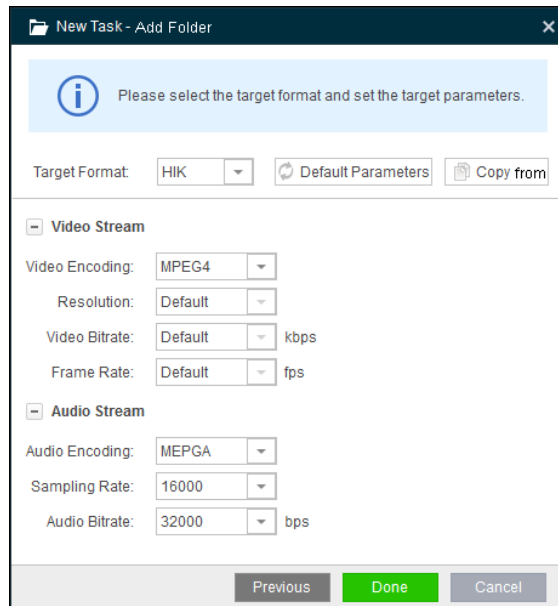 New Task - Add Folder
Please select the target format and set the target parameters.
Target Format: HIK Default Parameters Copy from
Video Stream
Video Encoding: MPEG4
Resolution: Default
Video Bitrate: Default kbps
Frame Rate: Default fps
Audio Stream
Audio Encoding: MEPGA
Sampling Rate: 16000
Audio Bitrate: 32000 bps
Previous Done Cancel